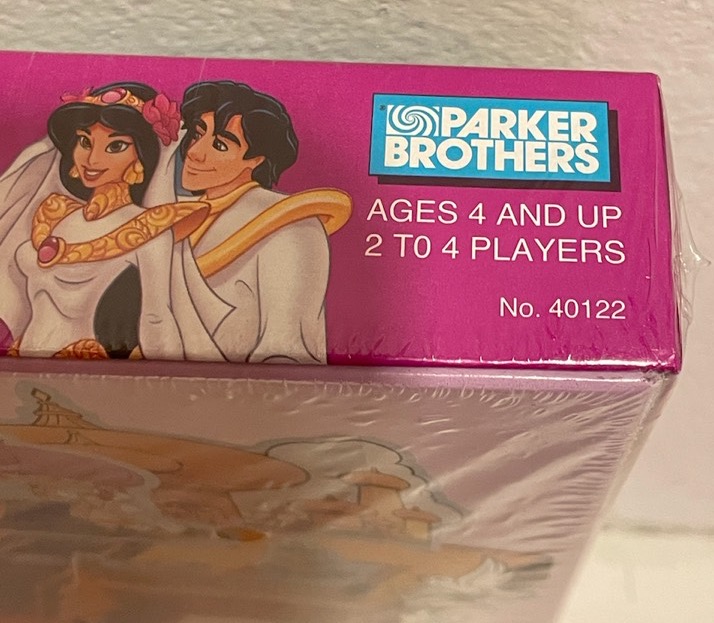 PARKER
BROTHERS
AGES 4 AND UP
2 TO 4 PLAYERS
No. 40122